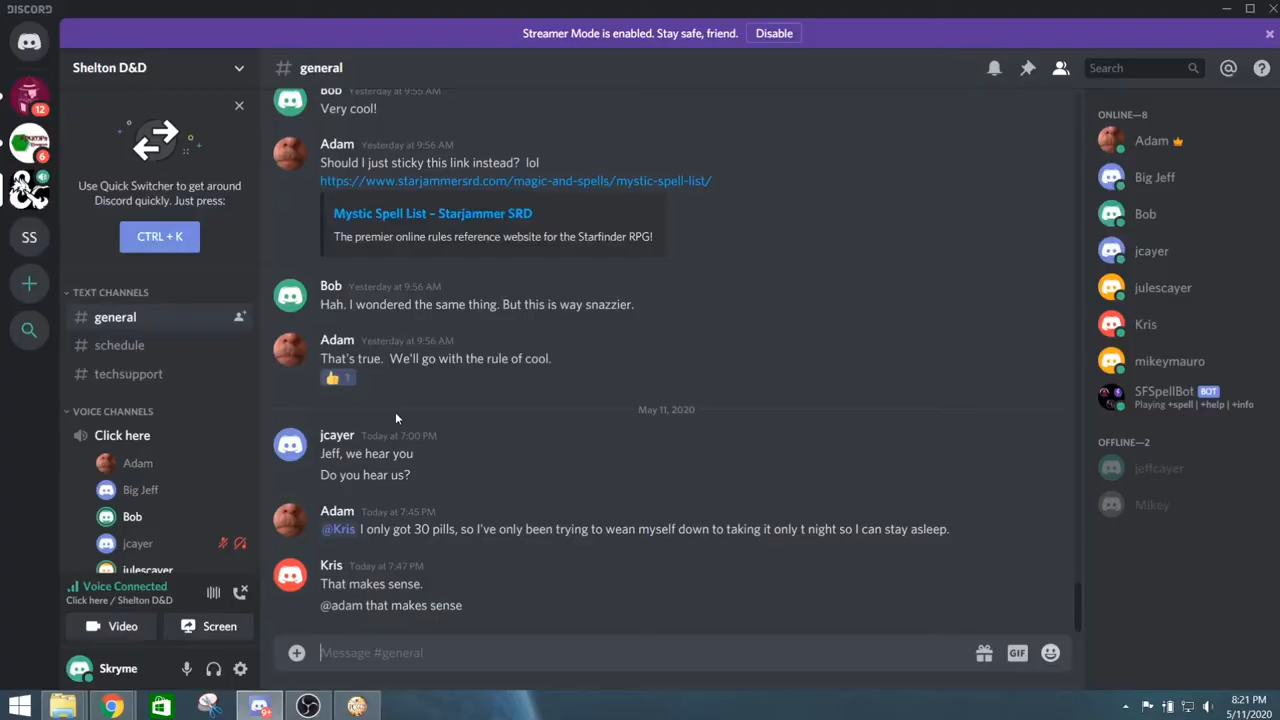 DISCORD
Streamer Mode is enabled. Stay safe, friend.
Disable
Shelton D&D
general
Search
12
6
SS
Use Quick Switcher to get around
Discord quickly. Just press:
CTRL + K
TEXT CHANNELS
general
schedule
techsupport
VOICE CHANNELS
Click here
Adam
Big Jeff
Bob
jcayer
julescayer
Voice Connected
Click here / Shelton D&D
Video
Screen
Skryme
Bob Yesterday at 9:55 AM
Very cool!
Adam Yesterday at 9:56 AM
Should I just sticky this link instead? lol
https://www.starjammersrd.com/magic-and-spells/mystic-spell-list/
Mystic Spell List – Starjammer SRD
The premier online rules reference website for the Starfinder RPG!
Bob Yesterday at 9:56 AM
Hah. I wondered the same thing. But this is way snazzier.
Adam Yesterday at 9:56 AM
That's true. We'll go with the rule of cool.
1
May 11, 2020
jcayer Today at 7:00 PM
Jeff, we hear you
Do you hear us?
Adam Today at 7:45 PM
@Kris I only got 30 pills, so I've only been trying to wean myself down to taking it only t night so I can stay asleep.
Kris Today at 7:47 PM
That makes sense.
@adam that makes sense
Message #general
GIF
ONLINE—8
Adam
Big Jeff
Bob
jcayer
julescayer
Kris
mikeymauro
SFSpellBot BOT
Playing +spell | +help | +info
OFFLINE—2
jeffcayer
Mikey
9+
8:21 PM
5/11/2020